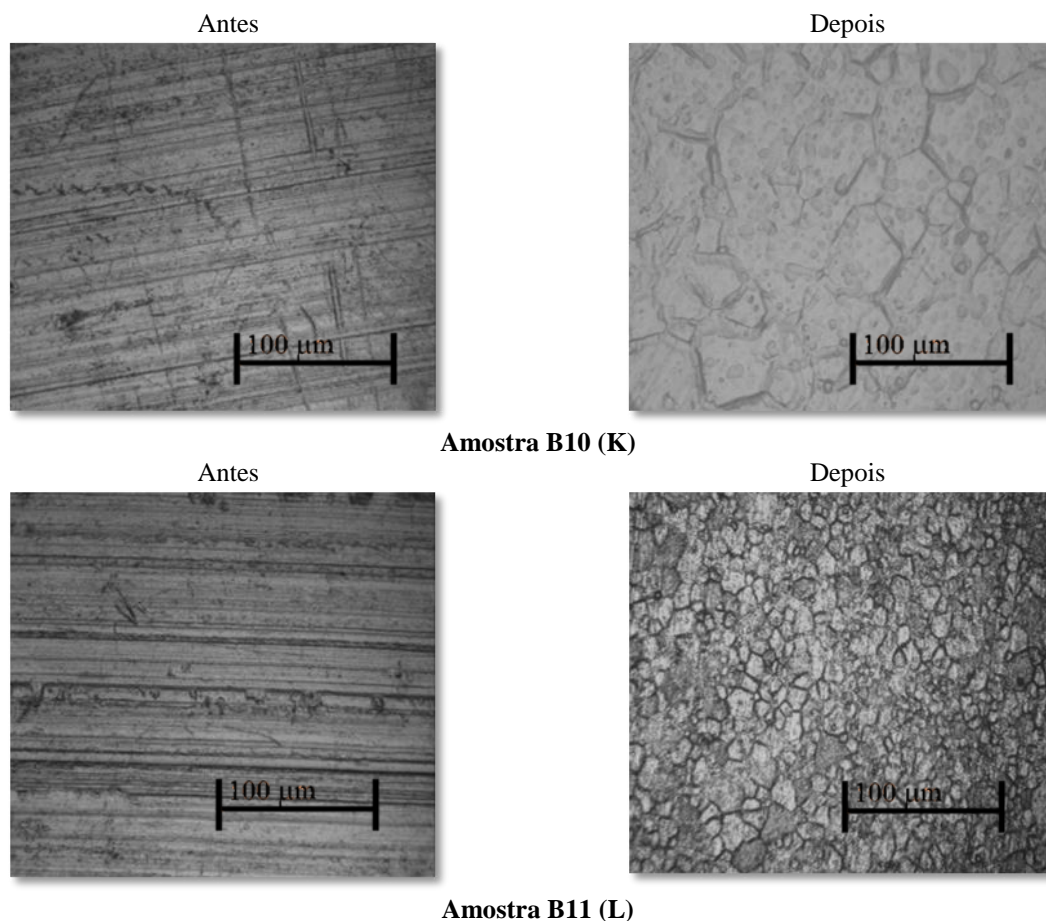 Antes
Depois
100 µm
100 µm
Amostra B10 (K)
Antes
Depois
100 µm
100 µm
Amostra B11 (L)